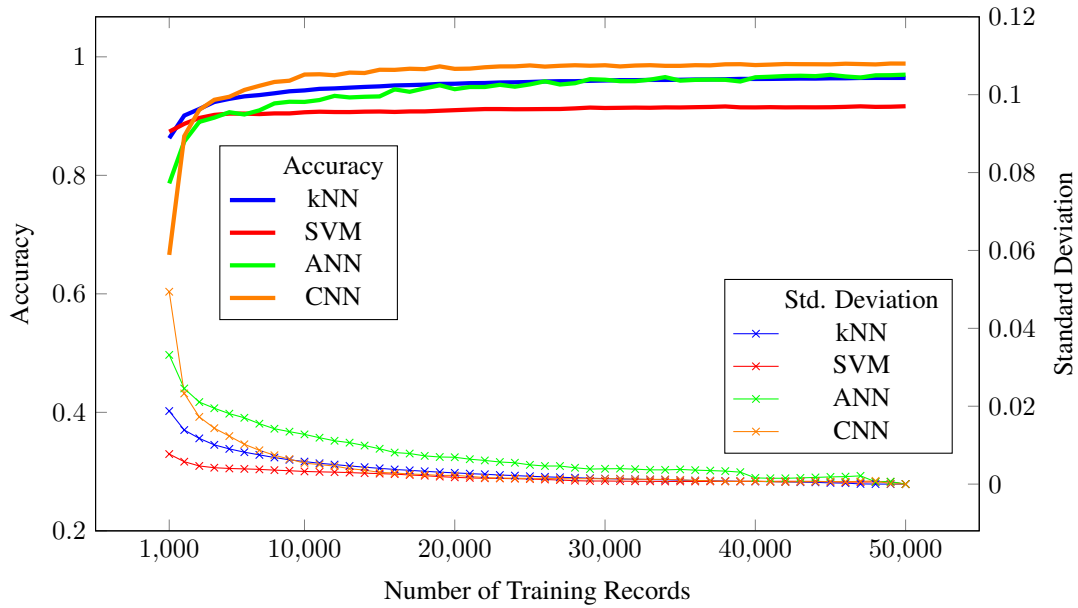 0.12
1
0.1
0.8
0.08
0.06
0.6
0.04
0.4
0.02
0
0.2
Accuracy
Standard Deviation
Accuracy
kNN
SVM
ANN
CNN
Std. Deviation
kNN
SVM
ANN
CNN
1,000 10,000 20,000 30,000 40,000 50,000
Number of Training Records